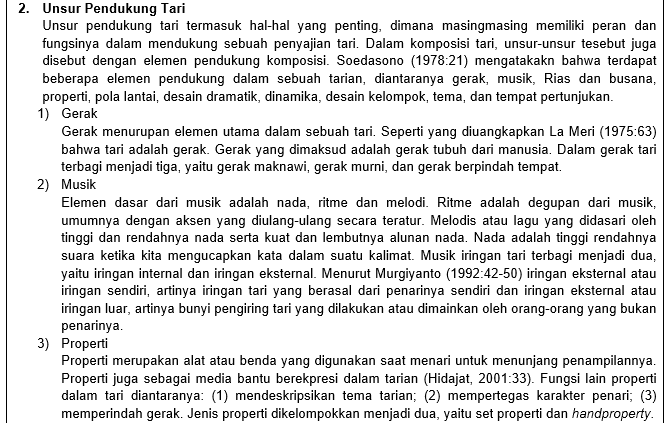 2. Unsur Pendukung Tari
Unsur pendukung tari termasuk hal-hal yang penting, dimana masingmasing memiliki peran dan
fungsinya dalam mendukung sebuah penyajian tari. Dalam komposisi tari, unsur-unsur tesebut juga
disebut dengan elemen pendukung komposisi. Soedasono (1978:21) mengatakakn bahwa terdapat
beberapa elemen pendukung dalam sebuah tarian, diantaranya gerak, musik, Rias dan busana,
properti, pola lantai, desain dramatik, dinamika, desain kelompok, tema, dan tempat pertunjukan.
1) Gerak
Gerak menurupan elemen utama dalam sebuah tari. Seperti yang diuangkapkan La Meri (1975:63)
bahwa tari adalah gerak. Gerak yang dimaksud adalah gerak tubuh dari manusia. Dalam gerak tari
terbagi menjadi tiga, yaitu gerak maknawi, gerak murni, dan gerak berpindah tempat.
2) Musik
Elemen dasar dari musik adalah nada, ritme dan melodi. Ritme adalah degupan dari musik,
umumnya dengan aksen yang diulang-ulang secara teratur. Melodis atau lagu yang didasari oleh
tinggi dan rendahnya nada serta kuat dan lembutnya alunan nada. Nada adalah tinggi rendahnya
suara ketika kita mengucapkan kata dalam suatu kalimat. Musik iringan tari terbagi menjadi dua,
yaitu iringan internal dan iringan eksternal. Menurut Murgiyanto (1992:42-50) iringan eksternal atau
iringan sendiri, artinya iringan tari yang berasal dari penarinya sendiri dan iringan eksternal atau
iringan luar, artinya bunyi pengiring tari yang dilakukan atau dimainkan oleh orang-orang yang bukan
penarinya.
3) Properti
Properti merupakan alat atau benda yang digunakan saat menari untuk menunjang penampilannya.
Properti juga sebagai media bantu berekpresi dalam tarian (Hidajat, 2001:33). Fungsi lain properti
dalam tari diantaranya: (1) mendeskripsikan tema tarian; (2) mempertegas karakter penari; (3)
memperindah gerak. Jenis properti dikelompokkan menjadi dua, yaitu set properti dan handproperty.